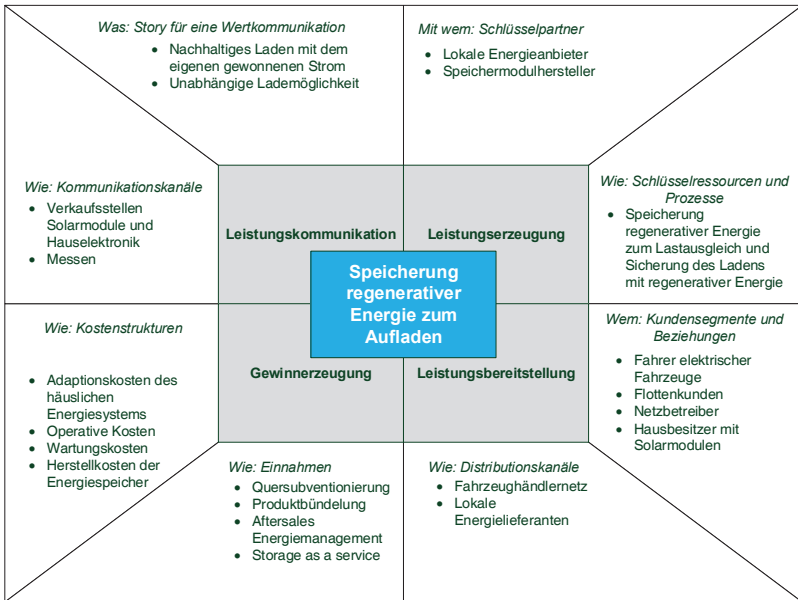 Was: Story für eine Wertkommunikation
• Nachhaltiges Laden mit dem
eigenen gewonnenen Strom
• Unabhängige Lademöglichkeit
Mit wem: Schlüsselpartner
• Lokale Energieanbieter
• Speichermodulhersteller
Wie: Kommunikationskanäle
• Verkaufsstellen
Solarmodule und
Hauselektronik
• Messen
Leistungskommunikation
Leistungserzeugung
Wie: Schlüsselressourcen und
Prozesse
• Speicherung
regenerativer Energie
zum Lastausgleich und
Sicherung des Ladens
mit regenerativer Energie
Speicherung
regenerativer
Energie zum
Aufladen
Wie: Kostenstrukturen
• Adaptionskosten des
häuslichen
Energiesystems
• Operative Kosten
• Wartungskosten
• Herstellkosten der
Energiespeicher
Gewinnerzeugung
Leistungsbereitstellung
Wem: Kundensegmente und
Beziehungen
• Fahrer elektrischer
Fahrzeuge
• Flottenkunden
• Netzbetreiber
• Hausbesitzer mit
Solarmodulen
Wie: Einnahmen
• Quersubventionierung
• Produktbündelung
• Aftersales
Energiemanagement
• Storage as a service
Wie: Distributionskanäle
• Fahrzeughändlernetz
• Lokale
Energielieferanten